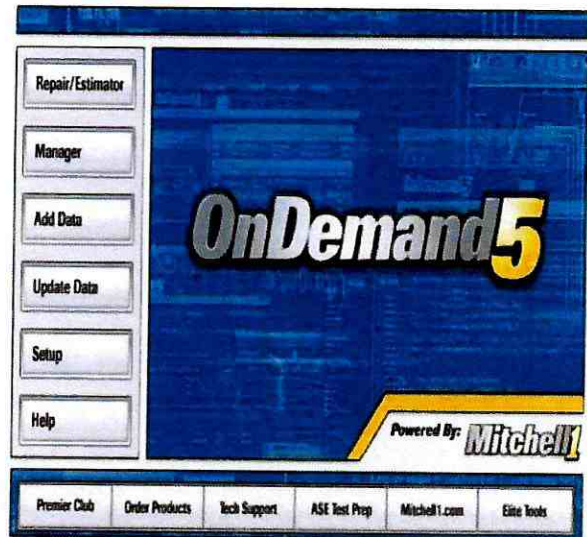 Repair/Estimator
Manager
Add Data
Update Data
Setup
Help
OnDemand5
Powered By: Mitchell1
Premier Club
Order Products
Tech Support
ASE Test Prep
Mitchell1.com
Elite Tools